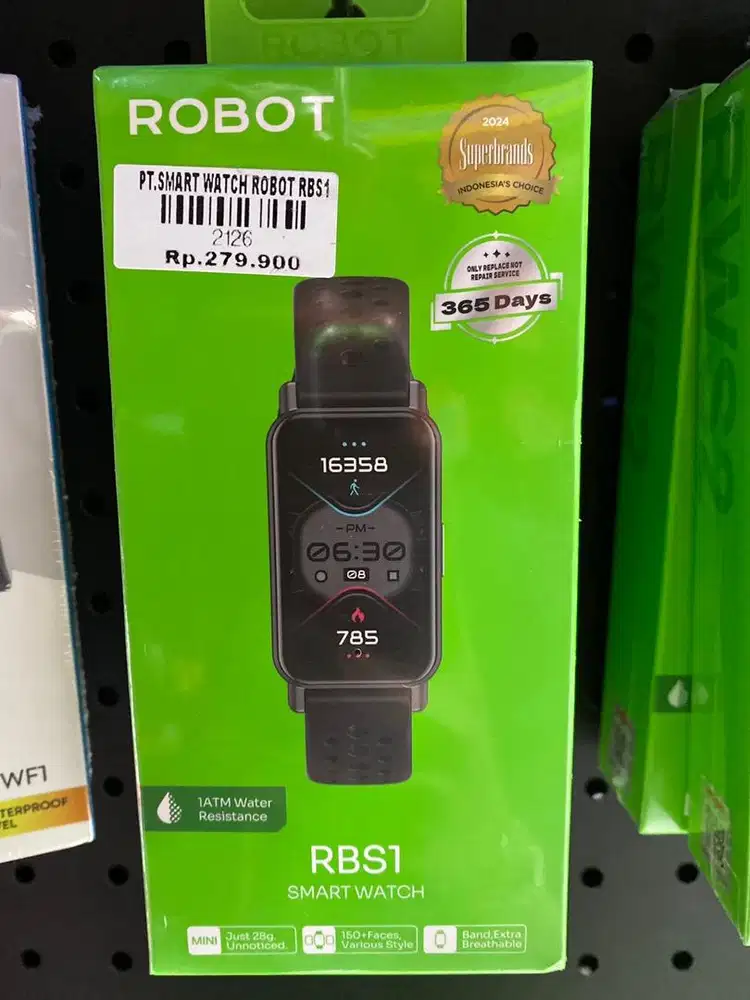 ROBOT
ROBOT
2024
Superbrands
INDONESIA'S CHOICE
PT.SMART WATCH ROBOT RBS1
2126
Rp.279.900
ONLY REPLACE NOT
REPAIR SERVICE
365 Days
16358
PM
06:30
08
785
1ATM Water
Resistance
RBS1
SMART WATCH
MINI
Just 28g.
Unnoticed.
150+Faces,
Various Style
Band,Extra
Breathable
WF1